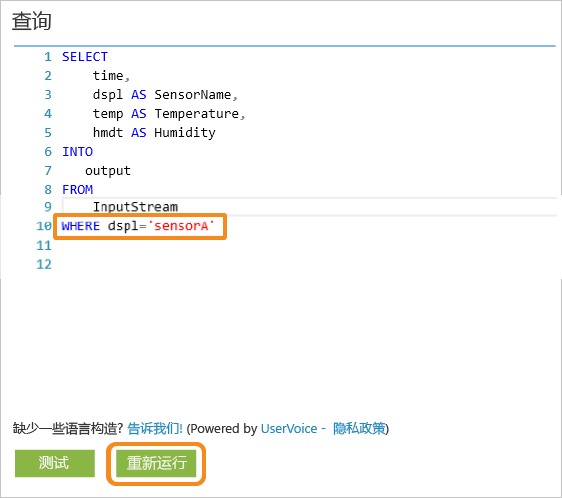 查询
1 SELECT
2     time,
3     dspl AS SensorName,
4     temp AS Temperature,
5     hmdt AS Humidity
6 INTO
7    output
8 FROM
9     InputStream
10 WHERE dspl='sensorA'
11
12
缺少一些语言构造? 告诉我们! (Powered by UserVoice - 隐私政策)
测试 重新运行